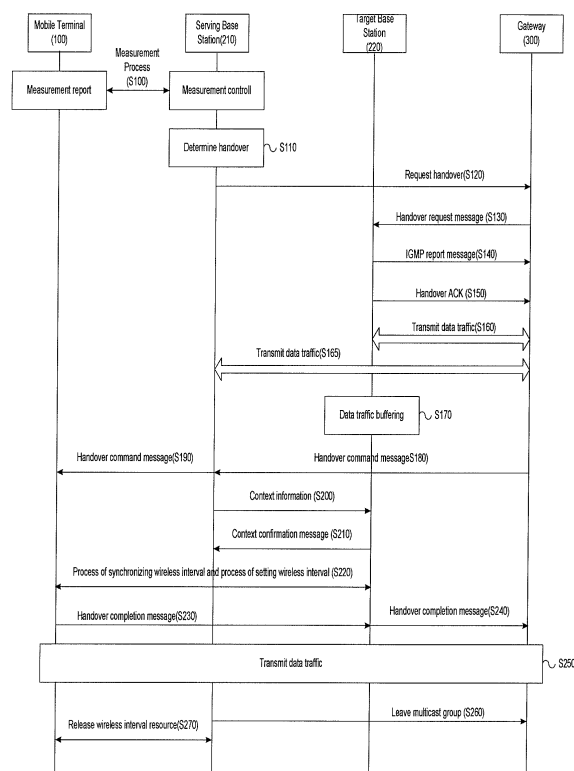 Mobile Terminal
(100)
Serving Base
Station(210)
Target Base
Station
(220)
Gateway
(300)
Measurement
Process
(S100)
Measurement report
Measurement controll
Determine handover
S110
Request handover(S120)
Handover request message (S130)
IGMP report message(S140)
Handover ACK (S150)
Transmit data traffic(S160)
Transmit data traffic(S165)
Data traffic buffering
S170
Handover command message(S190)
Handover command messageS180)
Context information (S200)
Context confirmation message (S210)
Process of synchronizing wireless interval and process of setting wireless interval (S220)
Handover completion message(S230)
Handover completion message(S240)
Transmit data traffic
S250
Leave multicast group (S260)
Release wireless interval resource(S270)